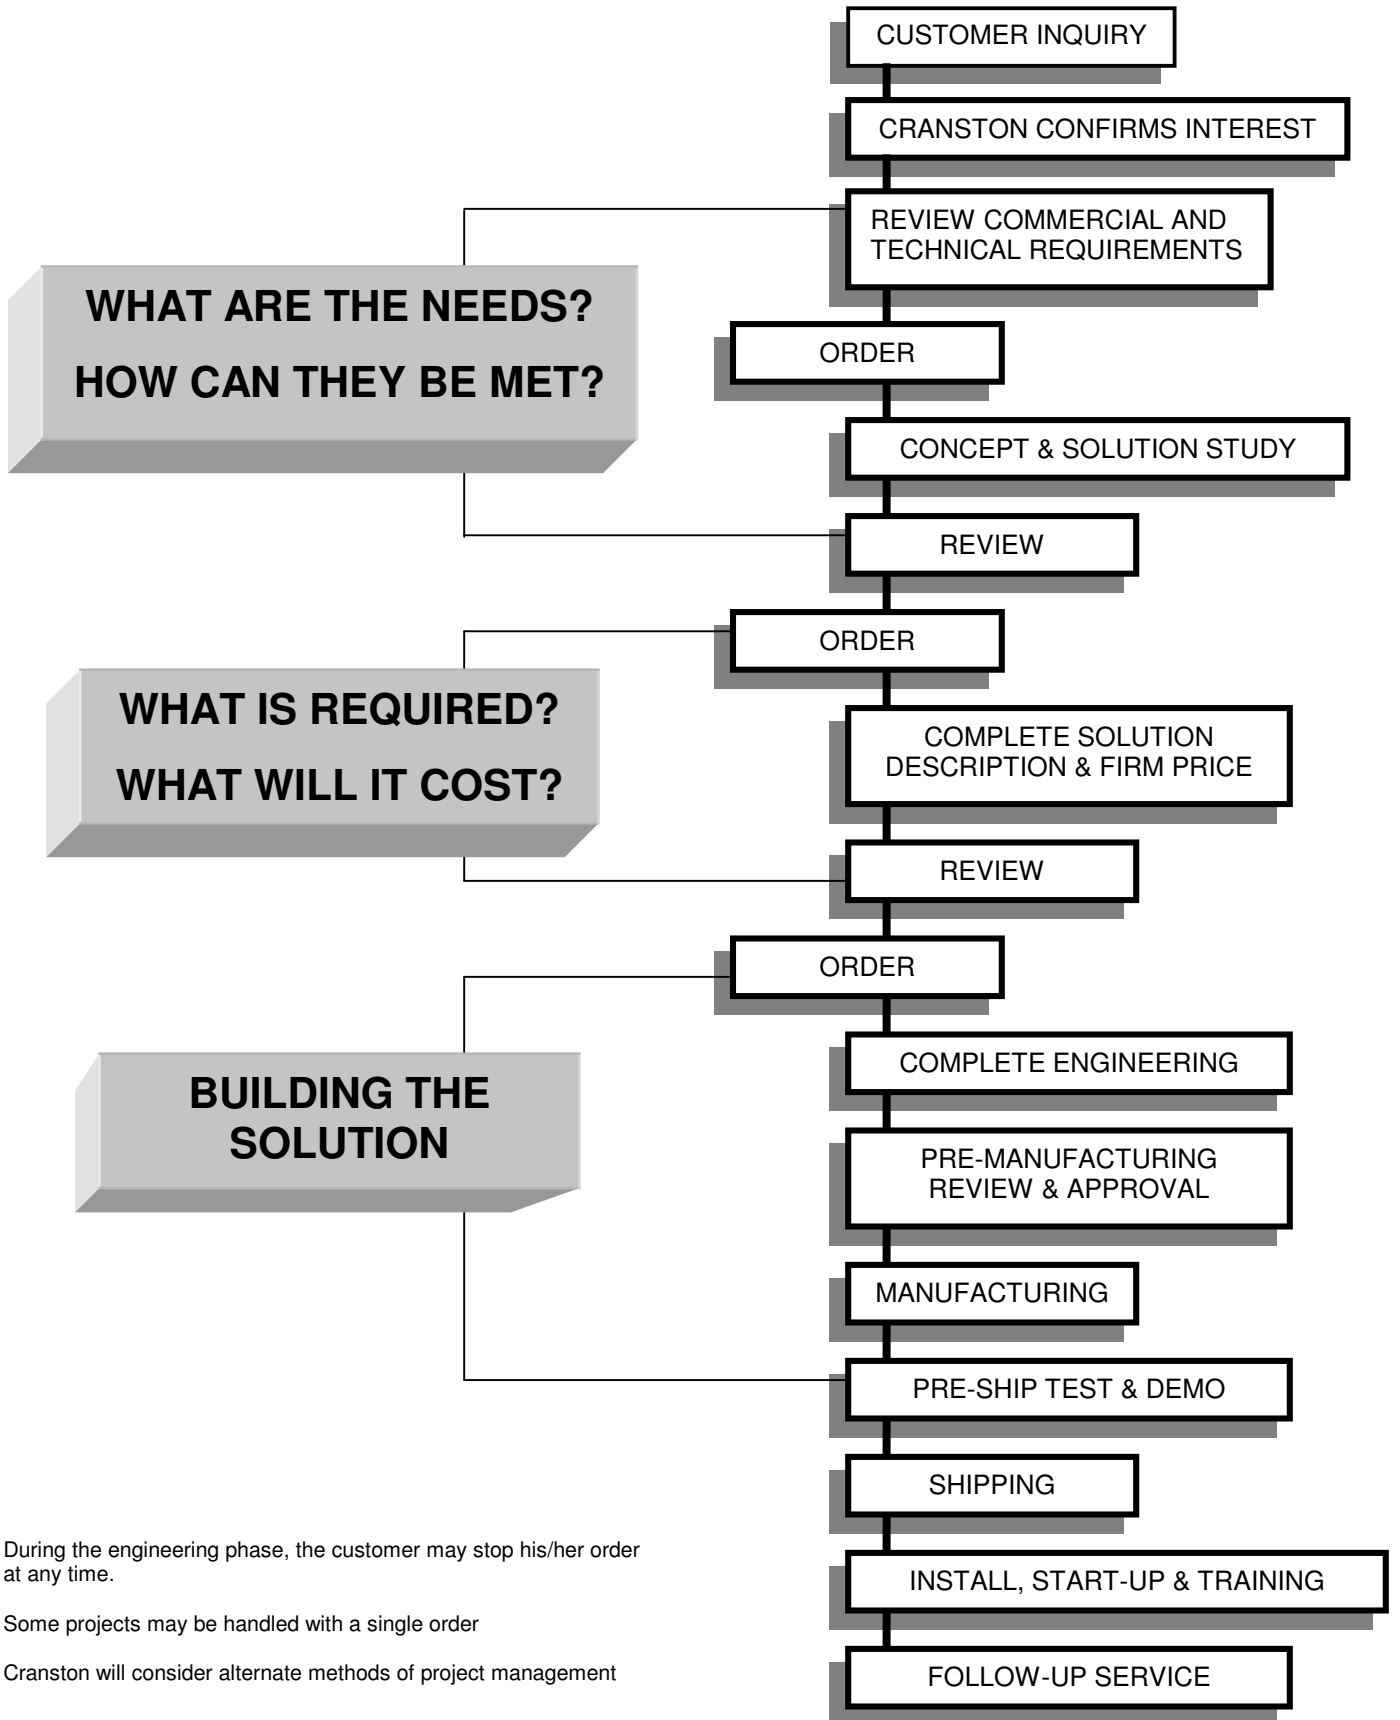 CUSTOMER INQUIRY
CRANSTON CONFIRMS INTEREST
REVIEW COMMERCIAL AND
TECHNICAL REQUIREMENTS
WHAT ARE THE NEEDS?
HOW CAN THEY BE MET?
ORDER
CONCEPT & SOLUTION STUDY
REVIEW
ORDER
WHAT IS REQUIRED?
WHAT WILL IT COST?
COMPLETE SOLUTION
DESCRIPTION & FIRM PRICE
REVIEW
ORDER
COMPLETE ENGINEERING
BUILDING THE
SOLUTION
PRE-MANUFACTURING
REVIEW & APPROVAL
MANUFACTURING
PRE-SHIP TEST & DEMO
SHIPPING
INSTALL, START-UP & TRAINING
FOLLOW-UP SERVICE
During the engineering phase, the customer may stop his/her order
at any time.
Some projects may be handled with a single order
Cranston will consider alternate methods of project management